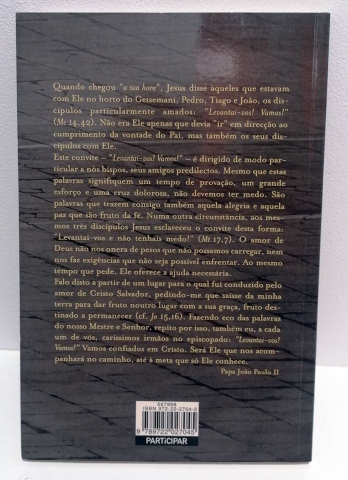 Quando chegou "a sua hora", Jesus disse àqueles que estavam
com Ele no horto do Getsemani, Pedro, Tiago e João, os dis-
cípulos particularmente amados: "Levantai-vos! Vamos!"
(Mc 14,42). Não era Ele apenas que devia "ir" em direcção ao
cumprimento da vontade do Pai, mas também os seus discí-
pulos com Ele.
Este convite – "Levantai-vos! Vamos!" – é dirigido de modo par-
ticular a nós bispos, seus amigos predilectos. Mesmo que estas
palavras signifiquem um tempo de provação, um grande
esforço e uma cruz dolorosa, não devemos ter medo. São
palavras que trazem consigo também aquela alegria e aquela
paz que são fruto da fé. Numa outra circunstância, aos mes-
mos três discípulos Jesus esclareceu o convite desta forma:
"Levantai-vos e não tenhais medo!" (Mt 17,7). O amor de
Deus não nos onera de pesos que não possamos carregar, nem
nos faz exigências que não seja possível enfrentar. Ao mesmo
tempo que pede, Ele oferece a ajuda necessária.
Falo disto a partir de um lugar para o qual fui conduzido pelo
amor de Cristo Salvador, pedindo-me que saísse da minha
terra para dar fruto noutro lugar com a sua graça, fruto des-
tinado a permanecer (cf. Jo 15,16). Fazendo eco das palavras
do nosso Mestre e Senhor, repito por isso, também eu, a cada
um de vós, caríssimos irmãos no episcopado: "Levantai-vos!
Vamos!" Vamos confiados em Cristo. Será Ele que nos acom-
panhará no caminho, até à meta que só Ele conhece.
Papa João Paulo II
ISBN 972-20-2704-0
9 789722 027045
PARTICIPAR